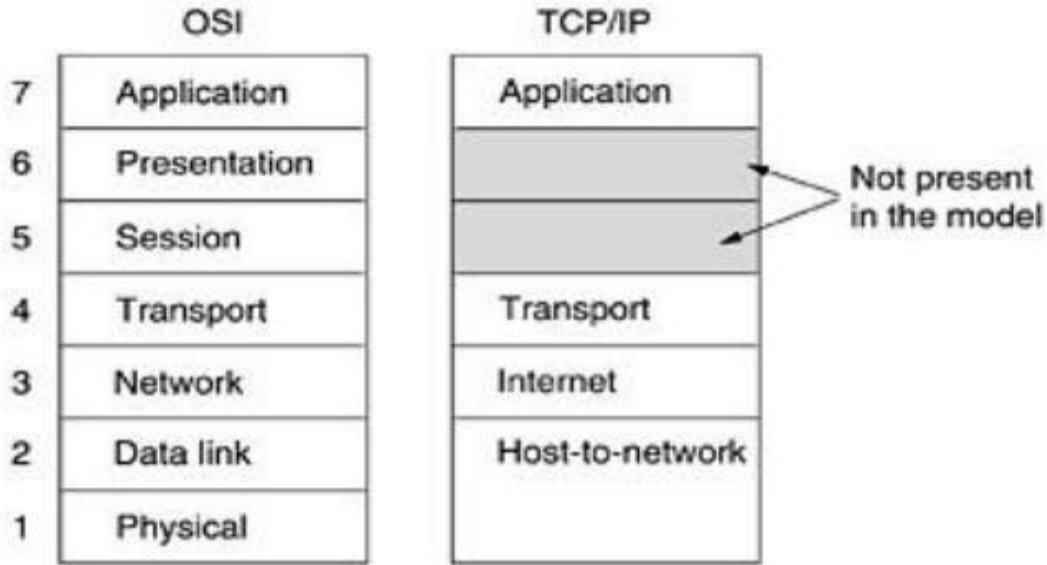 OSI
TCP/IP
7 Application Application
6 Presentation
5 Session
Not present
in the model
4 Transport Transport
3 Network Internet
2 Data link Host-to-network
1 Physical